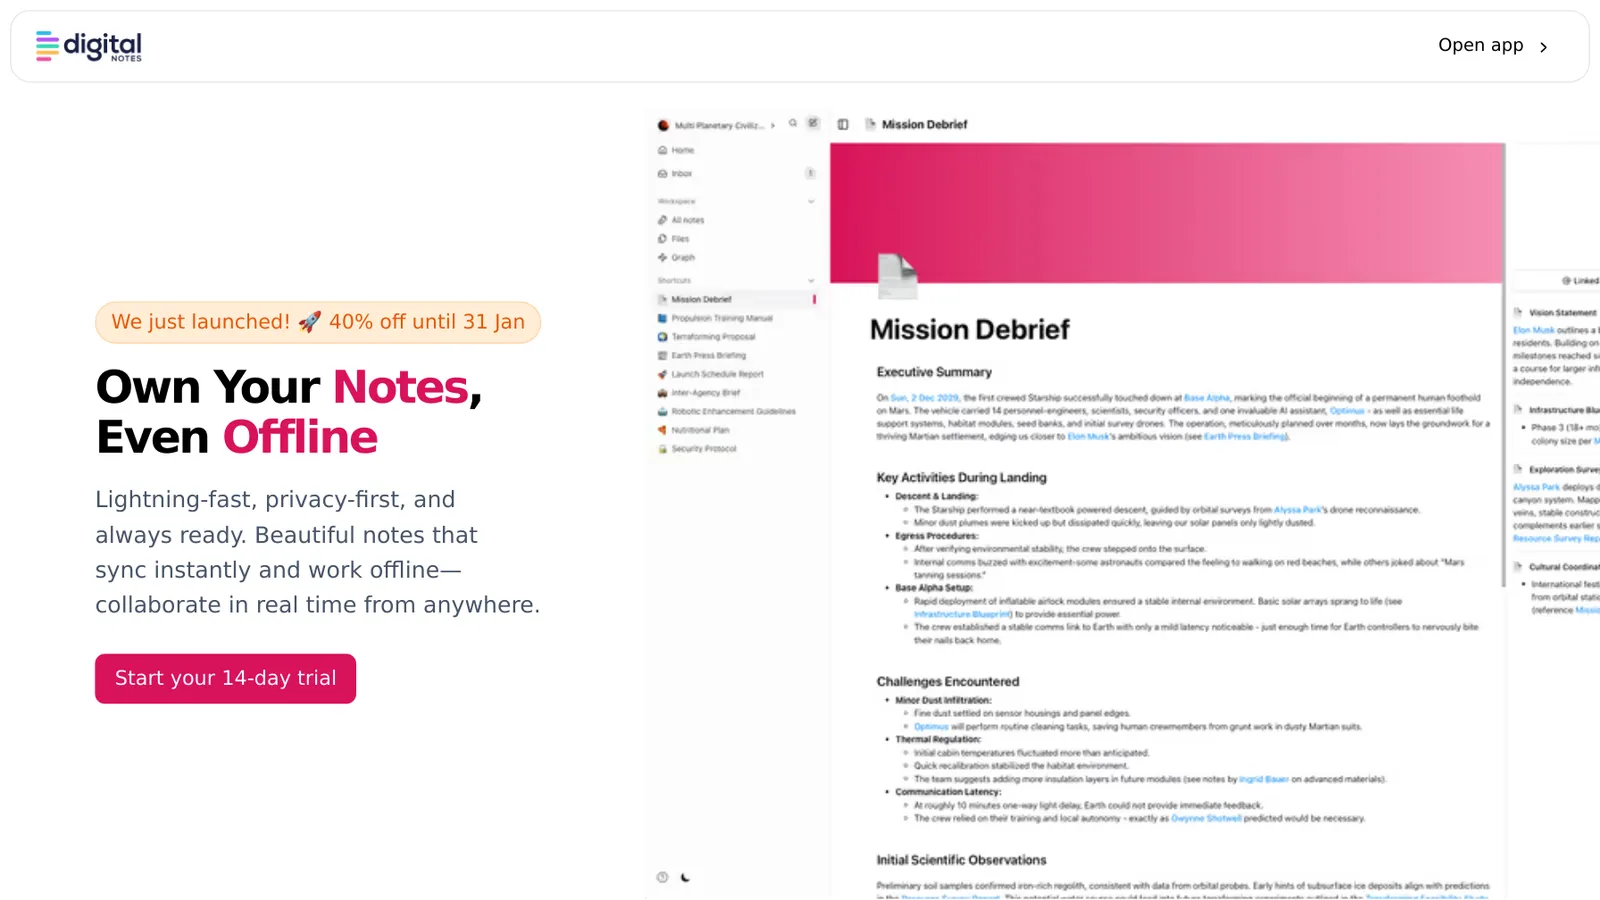 digital
NOTES
Open app
We just launched! 🚀 40% off until 31 Jan
Own Your Notes,
Even Offline
Lightning-fast, privacy-first, and
always ready. Beautiful notes that
sync instantly and work offline—
collaborate in real time from anywhere.
Start your 14-day trial
Multi Planetary Civiliz...
Home
Inbox
Workspace
All notes
Files
Graph
Shortcuts
Mission Debrief
Propulsion Training Manual
Terraforming Proposal
Earth Press Briefing
Launch Schedule Report
Inter-Agency Brief
Robotic Enhancement Guidelines
Nutritional Plan
Security Protocol
Mission Debrief
Mission Debrief
Executive Summary
On Sun, 2 Dec 2029, the first crewed Starship successfully touched down at Base Alpha, marking the official beginning of a permanent human foothold
on Mars. The vehicle carried 14 personnel-engineers, scientists, security officers, and one invaluable AI assistant, Optimus - as well as essential life
support systems, habitat modules, seed banks, and initial survey drones. The operation, meticulously planned over months, now lays the groundwork for a
thriving Martian settlement, edging us closer to Elon Musk's ambitious vision (see Earth Press Briefing).
Key Activities During Landing
• Descent & Landing:
The Starship performed a near-textbook powered descent, guided by orbital surveys from Alyssa Park's drone reconnaissance.
Minor dust plumes were kicked up but dissipated quickly, leaving our solar panels only lightly dusted.
• Egress Procedures:
After verifying environmental stability, the crew stepped onto the surface.
Internal comms buzzed with excitement-some astronauts compared the feeling to walking on red beaches, while others joked about "Mars
tanning sessions."
• Base Alpha Setup:
Rapid deployment of inflatable airlock modules ensured a stable internal environment. Basic solar arrays sprang to life (see
Infrastructure Blueprint) to provide essential power.
The crew established a stable comms link to Earth with only a mild latency noticeable - just enough time for Earth controllers to nervously bite
their nails back home.
Challenges Encountered
• Minor Dust Infiltration:
Fine dust settled on sensor housings and panel edges.
Optimus will perform routine cleaning tasks, saving human crewmembers from grunt work in dusty Martian suits.
• Thermal Regulation:
Initial cabin temperatures fluctuated more than anticipated.
Quick recalibration stabilized the habitat environment.
The team suggests adding more insulation layers in future modules (see notes by Ingrid Bauer on advanced materials).
• Communication Latency:
At roughly 10 minutes one-way light delay, Earth could not provide immediate feedback.
The crew relied on their training and local autonomy - exactly as Gwynne Shotwell predicted would be necessary.
Initial Scientific Observations
Preliminary soil samples confirmed iron-rich regolith, consistent with data from orbital probes. Early hints of subsurface ice deposits align with predictions
Linked
Vision Statement
Elon Musk outlines a b
residents. Building on
milestones reached s
a course for larger inf
independence.
Infrastructure Blu
• Phase 3 (18+ mo
colony size per M
Exploration Surve
Alyssa Park deploys d
canyon system. Mapp
veins, stable construc
complements earlier s
Resource Survey Rep
Cultural Coordinat
• International festi
from orbital stati
(reference Missio